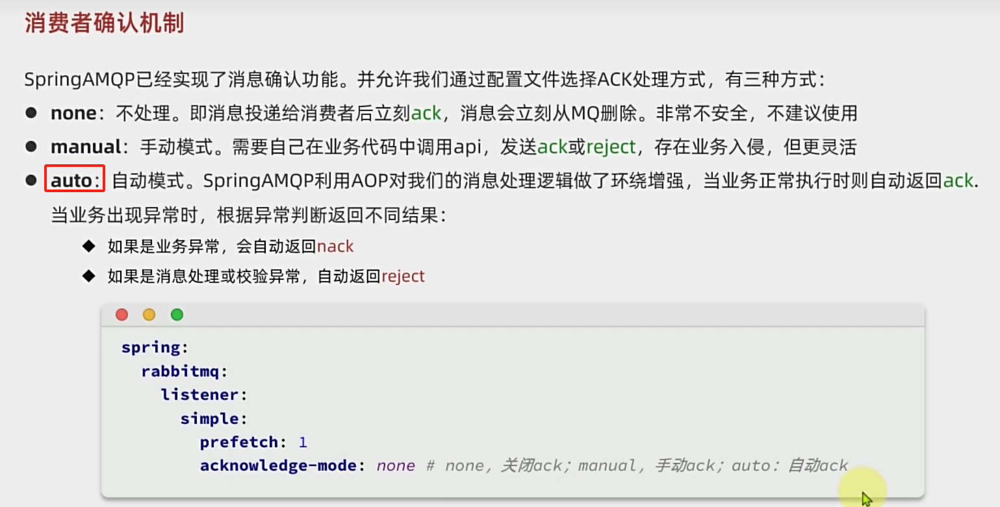 消费者确认机制
SpringAMQP已经实现了消息确认功能。并允许我们通过配置文件选择ACK处理方式，有三种方式：
● none：不处理。即消息投递给消费者后立刻ack，消息会立刻从MQ删除。非常不安全，不建议使用
● manual：手动模式。需要自己在业务代码中调用api，发送ack或reject，存在业务入侵，但更灵活
● auto：自动模式。SpringAMQP利用AOP对我们的消息处理逻辑做了环绕增强，当业务正常执行时则自动返回ack.
当业务出现异常时，根据异常判断返回不同结果：
◆ 如果是业务异常，会自动返回nack
◆ 如果是消息处理或校验异常，自动返回reject
spring:
  rabbitmq:
    listener:
      simple:
        prefetch: 1
        acknowledge-mode: none # none，关闭ack；manual，手动ack；auto：自动ack